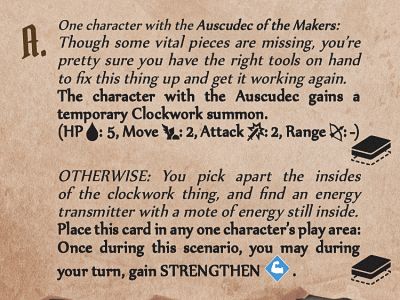 A.
One character with the Auscudec of the Makers:
Though some vital pieces are missing, you're
pretty sure you have the right tools on hand
to fix this thing up and get it working again.
The character with the Auscudec gains a
temporary Clockwork summon.
(HP : 5, Move : 2, Attack : 2, Range : -)
OTHERWISE: You pick apart the insides
of the clockwork thing, and find an energy
transmitter with a mote of energy still inside.
Place this card in any one character's play area:
Once during this scenario, you may during
your turn, gain STRENGTHEN .